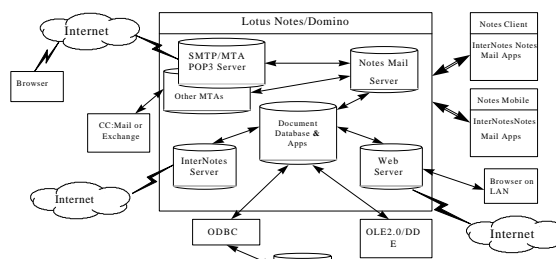 Lotus Notes/Domino
Internet
Browser
SMTP/MTA
POP3 Server
Other MTAs
Notes Mail
Server
Notes Client
InterNotes Notes
Mail Apps
Notes Mobile
InterNotesNotes
Mail Apps
CC:Mail or
Exchange
Document
Database &
Apps
InterNotes
Server
Web
Server
Browser on
LAN
Internet
Internet
ODBC
OLE2.0/DD
E